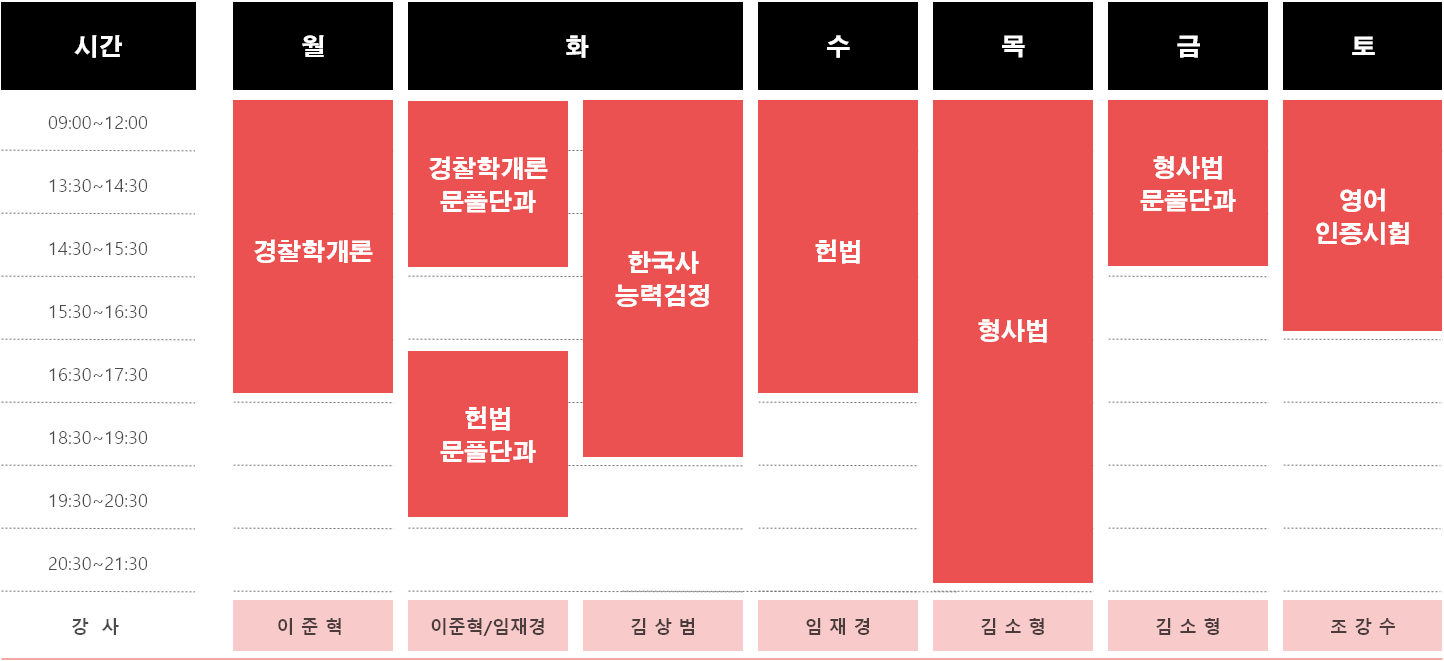 시간
월
화
수
목
금
토
09:00~12:00
13:30~14:30
14:30~15:30
15:30~16:30
16:30~17:30
18:30~19:30
19:30~20:30
20:30~21:30
경찰학개론
경찰학개론
문풀단과
헌법
문풀단과
한국사
능력검정
헌법
형사법
형사법
문풀단과
영어
인증시험
강 사
이 준 혁
이준혁/임재경
김 상 범
임 재 경
김 소 형
김 소 형
조 강 수